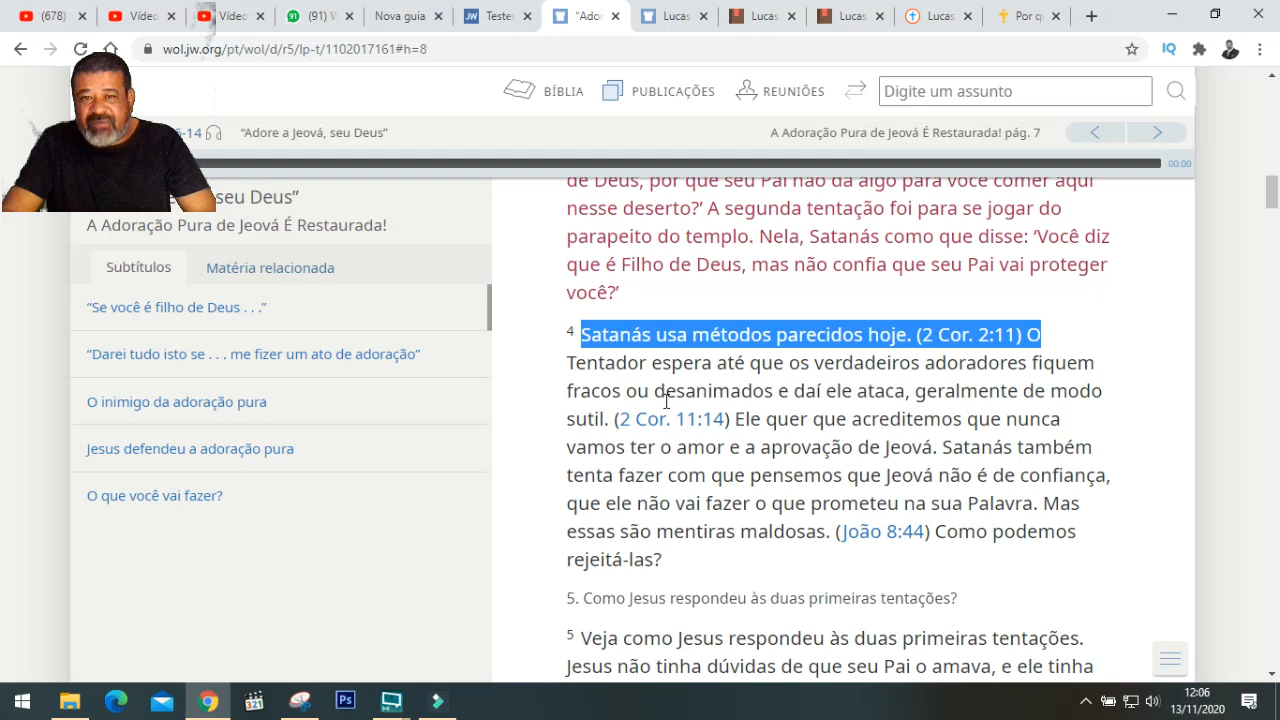 (678)
Vídeo
Vídeo
(91) W
Nova guia
Tester
"Ador
Lucas
Lucas
Lucas
Lucas
Por q
wol.jw.org/pt/wol/d/r5/lp-t/1102017161#h=8
IQ
BÍBLIA
PUBLICAÇÕES
REUNIÕES
Digite um assunto
6-14
“Adore a Jeová, seu Deus”
A Adoração Pura de Jeová É Restaurada! pág. 7
00:00
seu Deus”
A Adoração Pura de Jeová É Restaurada!
Subtítulos
Matéria relacionada
“Se você é filho de Deus . . .”
“Darei tudo isto se . . . me fizer um ato de adoração”
O inimigo da adoração pura
Jesus defendeu a adoração pura
O que você vai fazer?
de Deus, por que seu Pai não dá algo para você comer aqui
nesse deserto?’ A segunda tentação foi para se jogar do
parapeito do templo. Nela, Satanás como que disse: ‘Você diz
que é Filho de Deus, mas não confia que seu Pai vai proteger
você?’
4 Satanás usa métodos parecidos hoje. (2 Cor. 2:11) O
Tentador espera até que os verdadeiros adoradores fiquem
fracos ou desanimados e daí ele ataca, geralmente de modo
sutil. (2 Cor. 11:14) Ele quer que acreditemos que nunca
vamos ter o amor e a aprovação de Jeová. Satanás também
tenta fazer com que pensemos que Jeová não é de confiança,
que ele não vai fazer o que prometeu na sua Palavra. Mas
essas são mentiras maldosas. (João 8:44) Como podemos
rejeitá-las?
5. Como Jesus respondeu às duas primeiras tentações?
5 Veja como Jesus respondeu às duas primeiras tentações.
Jesus não tinha dúvidas de que seu Pai o amava, e ele tinha
321
Ps
12:06
13/11/2020